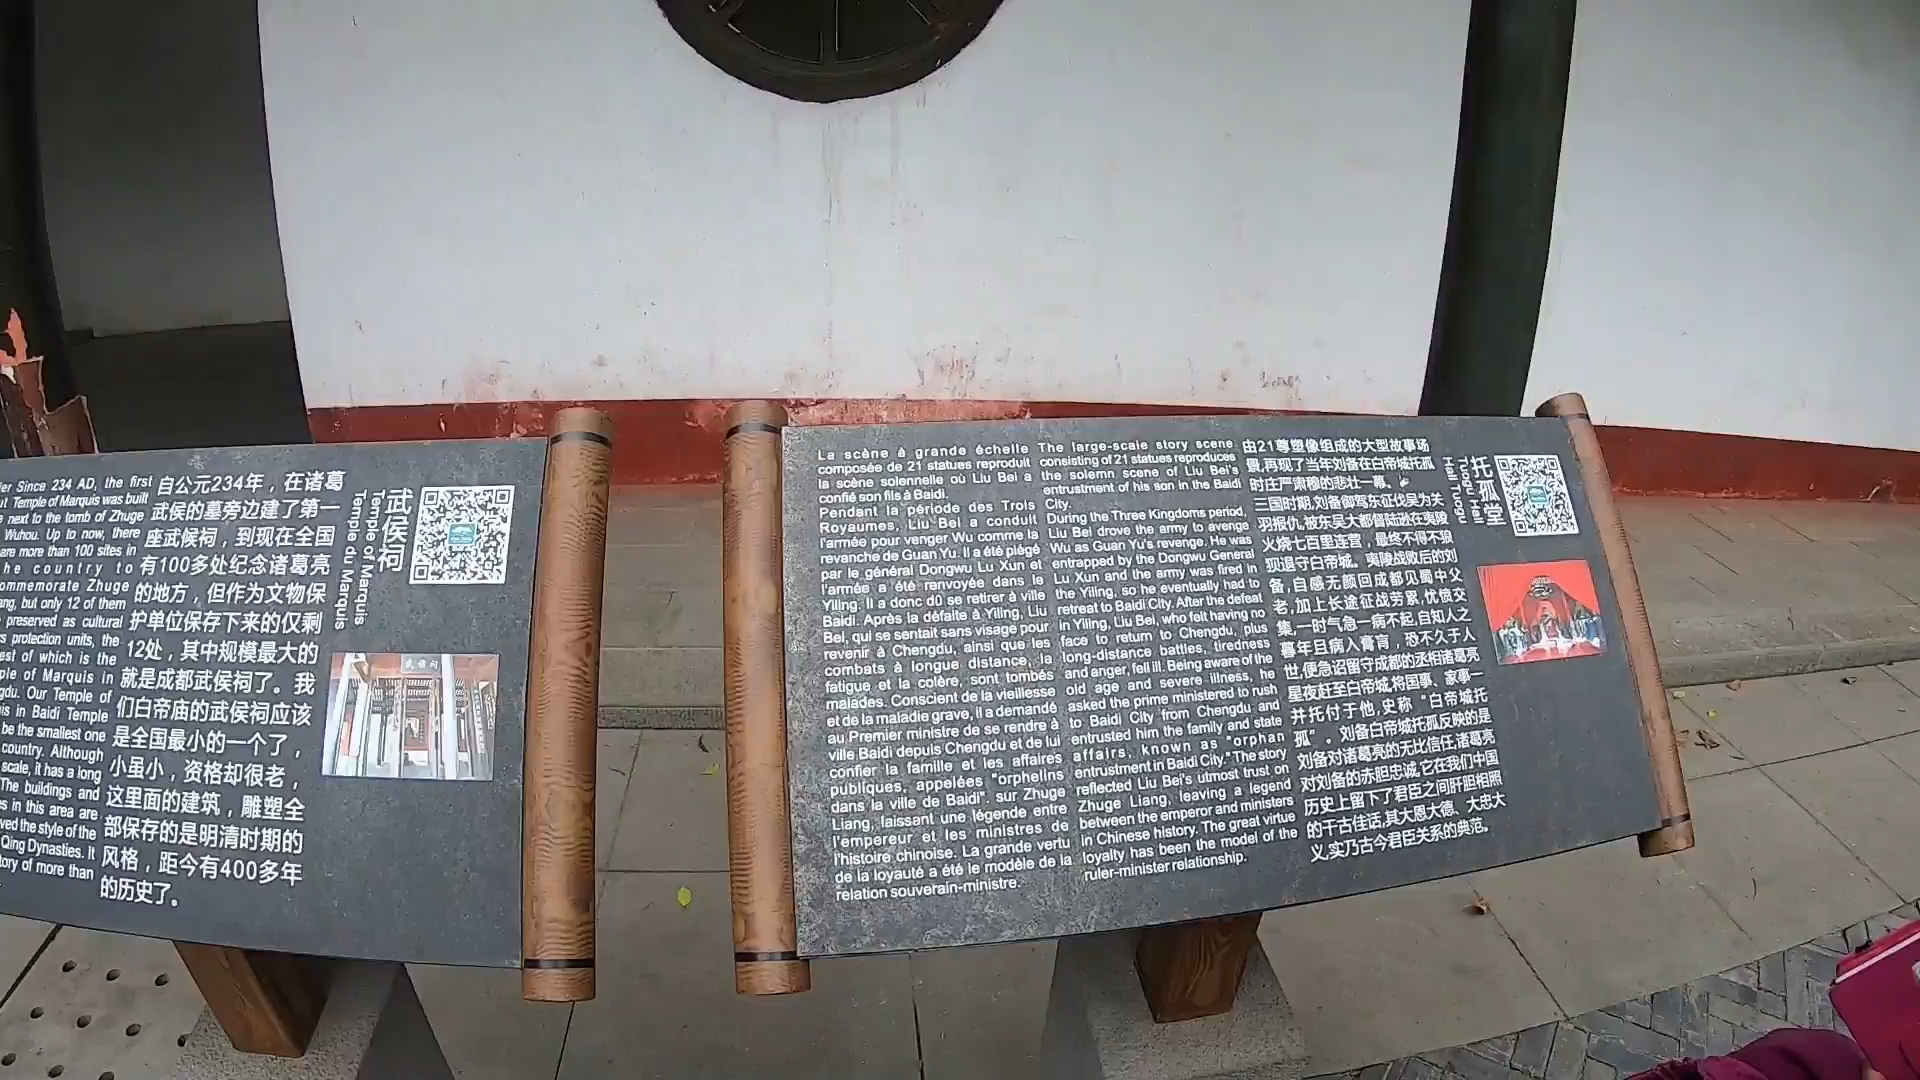 er Since 234 AD, the first
ut Temple of Marquis was built
e next to the tomb of Zhuge
Wuhou. Up to now, there
are more than 100 sites in
he country to
ommemorate Zhuge
ang, but only 12 of them
preserved as cultural
s protection units, the
est of which is the
ple of Marquis in
gdu. Our Temple of
is in Baidi Temple
be the smallest one
country. Although
scale, it has a long
The buildings and
es in this area are
ved the style of the
Qing Dynasties. It
tory of more than
自公元234年，在诸葛
武侯的墓旁边建了第一
座武候祠，到现在全国
有100多处纪念诸葛亮
的地方，但作为文物保
护单位保存下来的仅剩
12处，其中规模最大的
就是成都武侯祠了。我
们白帝庙的武侯祠应该
是全国最小的一个了，
小虽小，资格却很老，
这里面的建筑，雕塑全
部保存的是明清时期的
风格，距今有400多年
的历史了。
武侯祠
Temple of Marquis
Temple du Marquis
La scène à grande échelle
composée de 21 statues reproduit
la scène solennelle où Liu Bei a
confié son fils à Baidi.
Pendant la période des Trois
Royaumes, Liu Bei a conduit
l'armée pour venger Wu comme la
revanche de Guan Yu. Il a été piégé
par le général Dongwu Lu Xun et
l'armée a été renvoyée dans le
Yiling. Il a donc dû se retirer à ville
Baidi. Après la défaite à Yiling, Liu
Bei, qui se sentait sans visage pour
revenir à Chengdu, ainsi que les
combats à longue distance, la
fatigue et la colère, sont tombés
malades. Conscient de la vieillesse
et de la maladie grave, il a demandé
au Premier ministre de se rendre à
ville Baidi depuis Chengdu et de lui
confier la famille et les affaires
publiques, appelées "orphelins
dans la ville de Baidi". sur Zhuge
Liang, laissant une légende entre
l'empereur et les ministres de
l'histoire chinoise. La grande vertu
de la loyauté a été le modèle de la
relation souverain-ministre.
The large-scale story scene
consisting of 21 statues reproduces
the solemn scene of Liu Bei's
entrustment of his son in the Baidi
City.
During the Three Kingdoms period,
Liu Bei drove the army to avenge
Wu as Guan Yu's revenge. He was
entrapped by the Dongwu General
Lu Xun and the army was fired in
the Yiling, so he eventually had to
retreat to Baidi City. After the defeat
in Yiling, Liu Bei, who felt having no
face to return to Chengdu, plus
long-distance battles, tiredness
and anger, fell ill. Being aware of the
old age and severe illness, he
asked the prime ministered to rush
to Baidi City from Chengdu and
entrusted him the family and state
affairs, known as "orphan
entrustment in Baidi City." The story
reflected Liu Bei's utmost trust on
Zhuge Liang, leaving a legend
between the emperor and ministers
in Chinese history. The great virtue
loyalty has been the model of the
ruler-minister relationship.
由21尊塑像组成的大型故事场
景,再现了当年刘备在白帝城托孤
时庄严肃穆的悲壮一幕。
三国时期,刘备御驾东征伐吴为关
羽报仇,被东吴大都督陆逊在夷陵
火烧七百里连营，最终不得不狼
狈退守白帝城。夷陵战败后的刘
备，自感无颜回成都见蜀中父
老,加上长途征战劳累,忧愤交
集,一时气急一病不起,自知人之
暮年且病入膏肓，恐不久于人
世,便急诏留守成都的丞相诸葛亮
星夜赶至白帝城,将国事、家事一
并托付于他,史称“白帝城托
孤”。刘备白帝城托孤反映的是
刘备对诸葛亮的无比信任,诸葛亮
对刘备的赤胆忠诚,它在我们中国
历史上留下了君臣之间肝胆相照
的千古佳话,其大恩大德、大忠大
义,实乃古今君臣关系的典范。
托孤堂
Tuogu Hall
Hall Tuogu